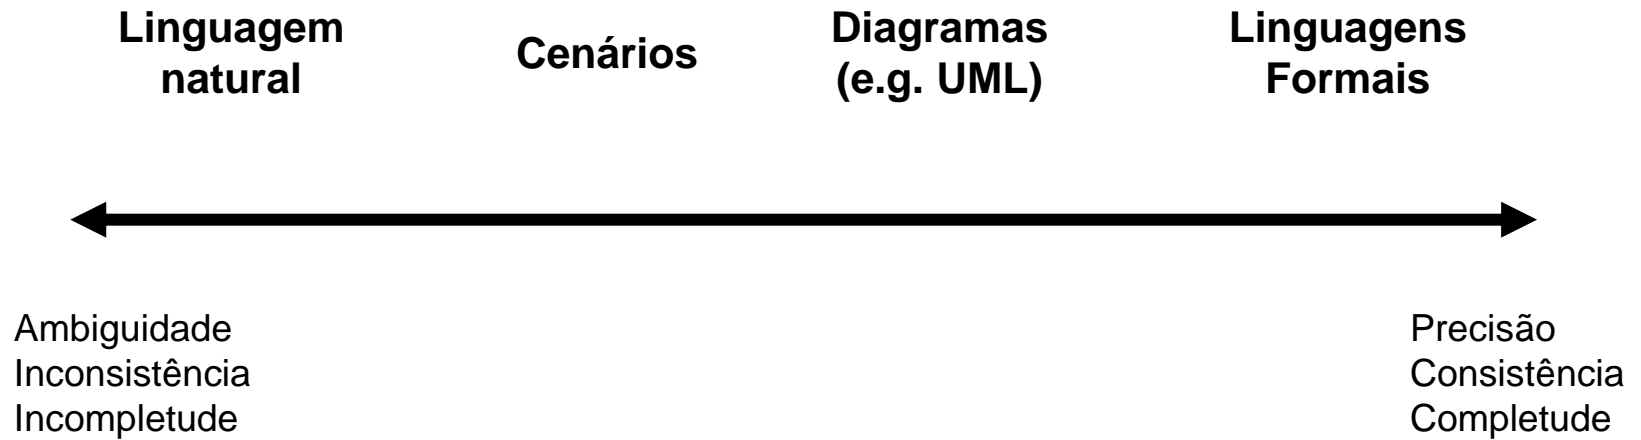 Linguagem
natural
Cenários
Diagramas
(e.g. UML)
Linguagens
Formais
Ambiguidade
Inconsistência
Incompletude
Precisão
Consistência
Completude